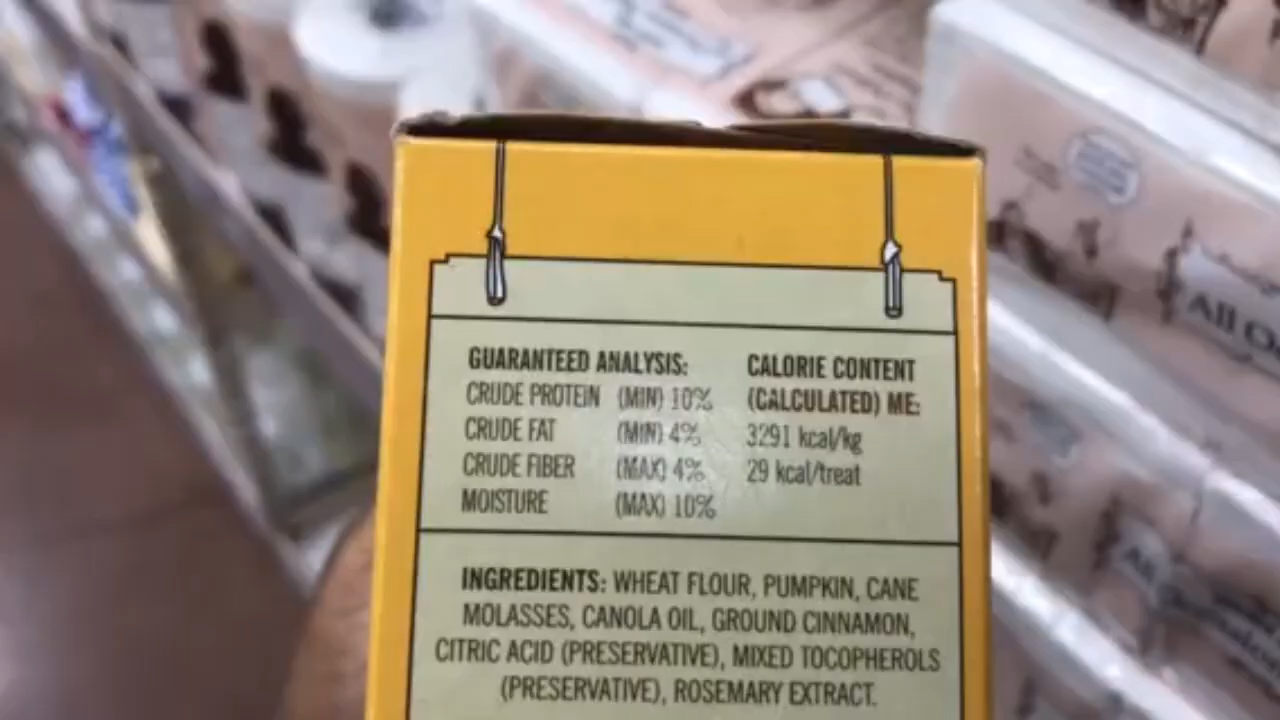 GUARANTEED ANALYSIS:
CRUDE PROTEIN (MIN) 10%
CRUDE FAT (MIN) 4%
CRUDE FIBER (MAX) 4%
MOISTURE (MAX) 10%
CALORIE CONTENT
(CALCULATED) ME:
3291 kcal/kg
29 kcal/treat
INGREDIENTS: WHEAT FLOUR, PUMPKIN, CANE
MOLASSES, CANOLA OIL, GROUND CINNAMON,
CITRIC ACID (PRESERVATIVE), MIXED TOCOPHEROLS
(PRESERVATIVE), ROSEMARY EXTRACT.
All